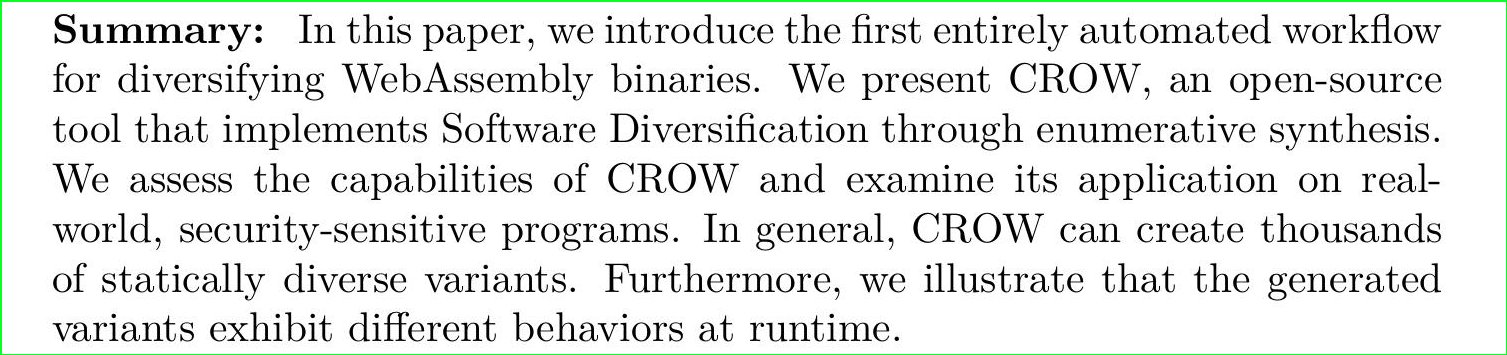 Summary: In this paper, we introduce the first entirely automated workflow
for diversifying WebAssembly binaries. We present CROW, an open-source
tool that implements Software Diversification through enumerative synthesis.
We assess the capabilities of CROW and examine its application on real-
world, security-sensitive programs. In general, CROW can create thousands
of statically diverse variants. Furthermore, we illustrate that the generated
variants exhibit different behaviors at runtime.